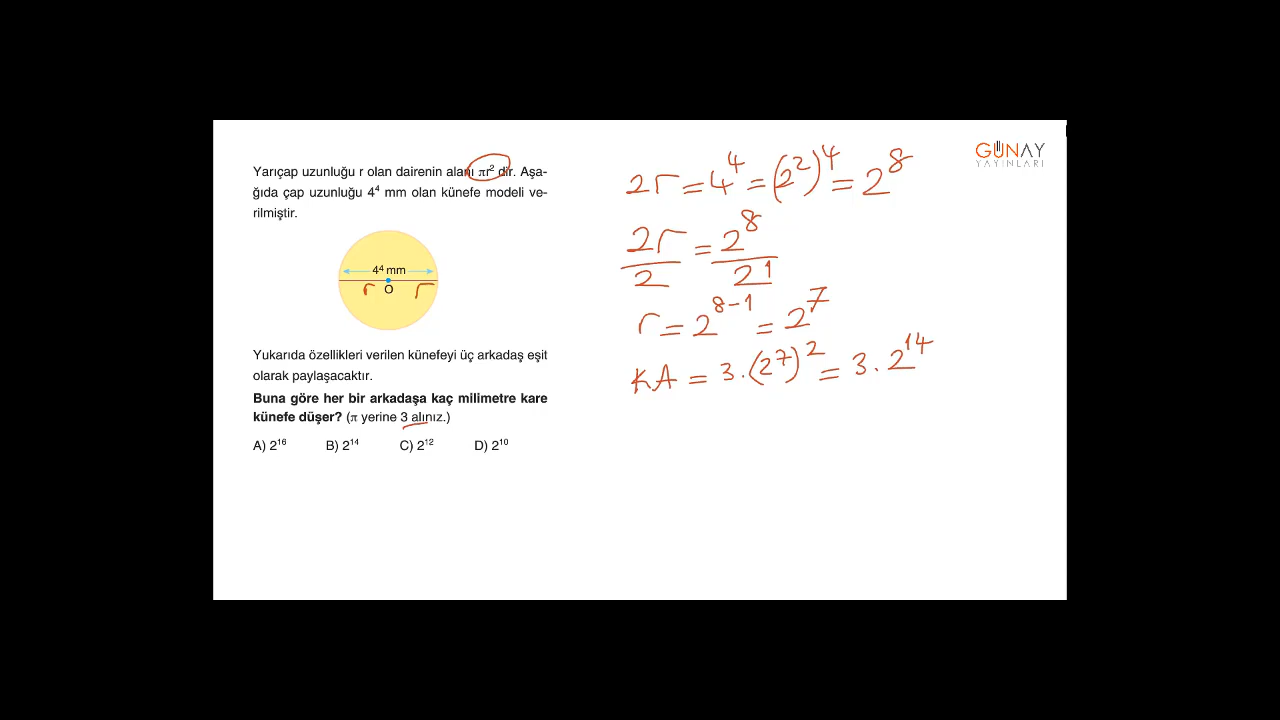 Yarıçap uzunluğu r olan dairenin alanı πr² dir. Aşa-
ğıda çap uzunluğu 4⁴ mm olan künefe modeli ve-
rilmiştir.
4⁴ mm
r O r
Yukarıda özellikleri verilen künefeyi üç arkadaş eşit
olarak paylaşacaktır.
Buna göre her bir arkadaşa kaç milimetre kare
künefe düşer? (π yerine 3 alınız.)
A) 2¹⁶ B) 2¹⁴ C) 2¹² D) 2¹⁰
GÜNAY
YAYINLARI
2r = 4⁴ = (2²)⁴ = 2⁸
2r/2 = 2⁸/2¹
r = 2⁸⁻¹ = 2⁷
KA = 3.(2⁷)² = 3.2¹⁴